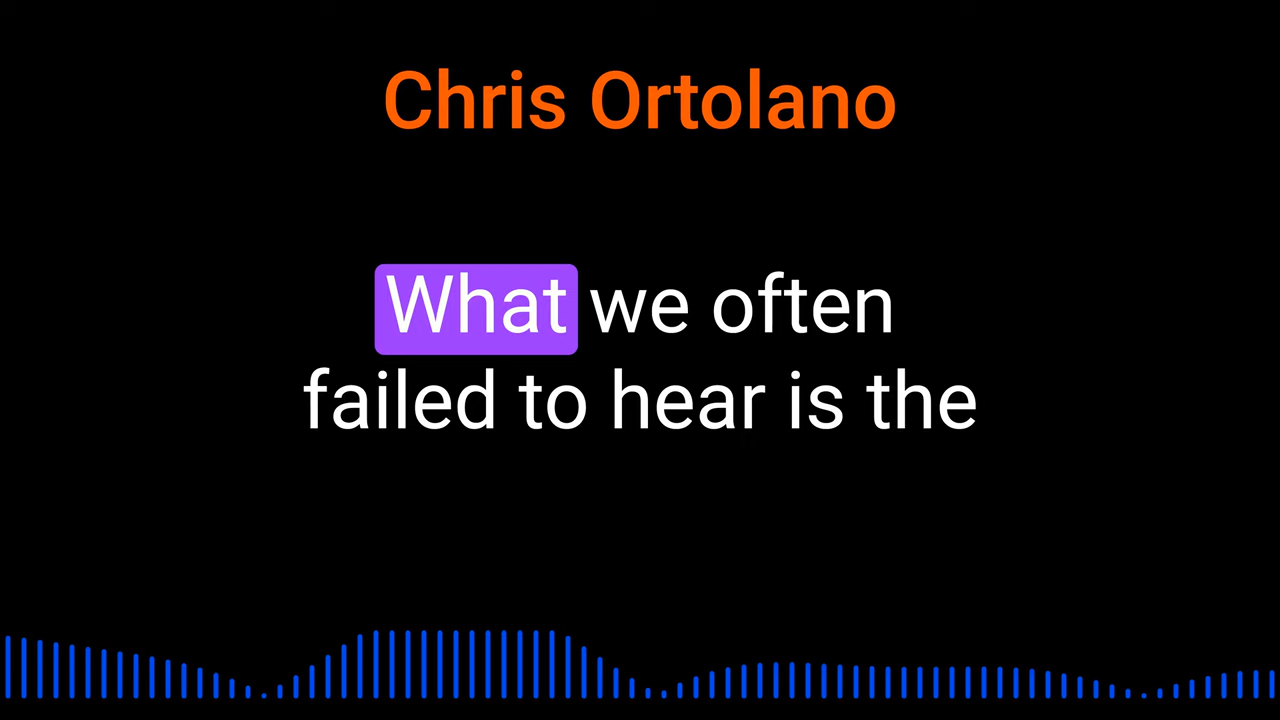 Chris Ortolano
What we often
failed to hear is the